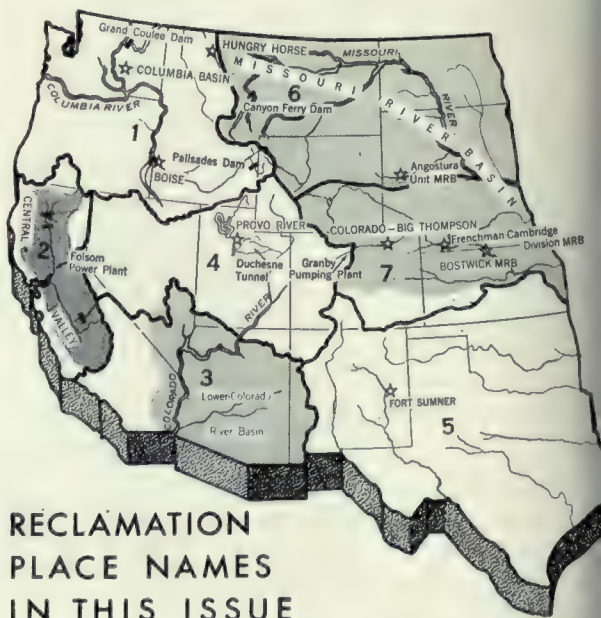 Grand Coulee Dam
HUNGRY HORSE
MISSOURI
COLUMBIA BASIN
MISSOURI RIVER BASIN
RIVER
COLUMBIA RIVER
6
Canyon Ferry Dam
1
Palisades Dam
BOISE
Angostura
Unit MRB
CENTRAL
VALLEY
2
Folsom
Power Plant
PROVO RIVER
4
Duchesne
Tunnel
COLORADO-BIG THOMPSON
Granby
Pumping Plant
7
Frenchman Cambridge
Division MRB
BOSTWICK MRB
COLORADO
RIVER
3
Lower Colorado
River Basin
FORT SUMNER
5
RECLAMATION
PLACE NAMES
IN THIS ISSUE